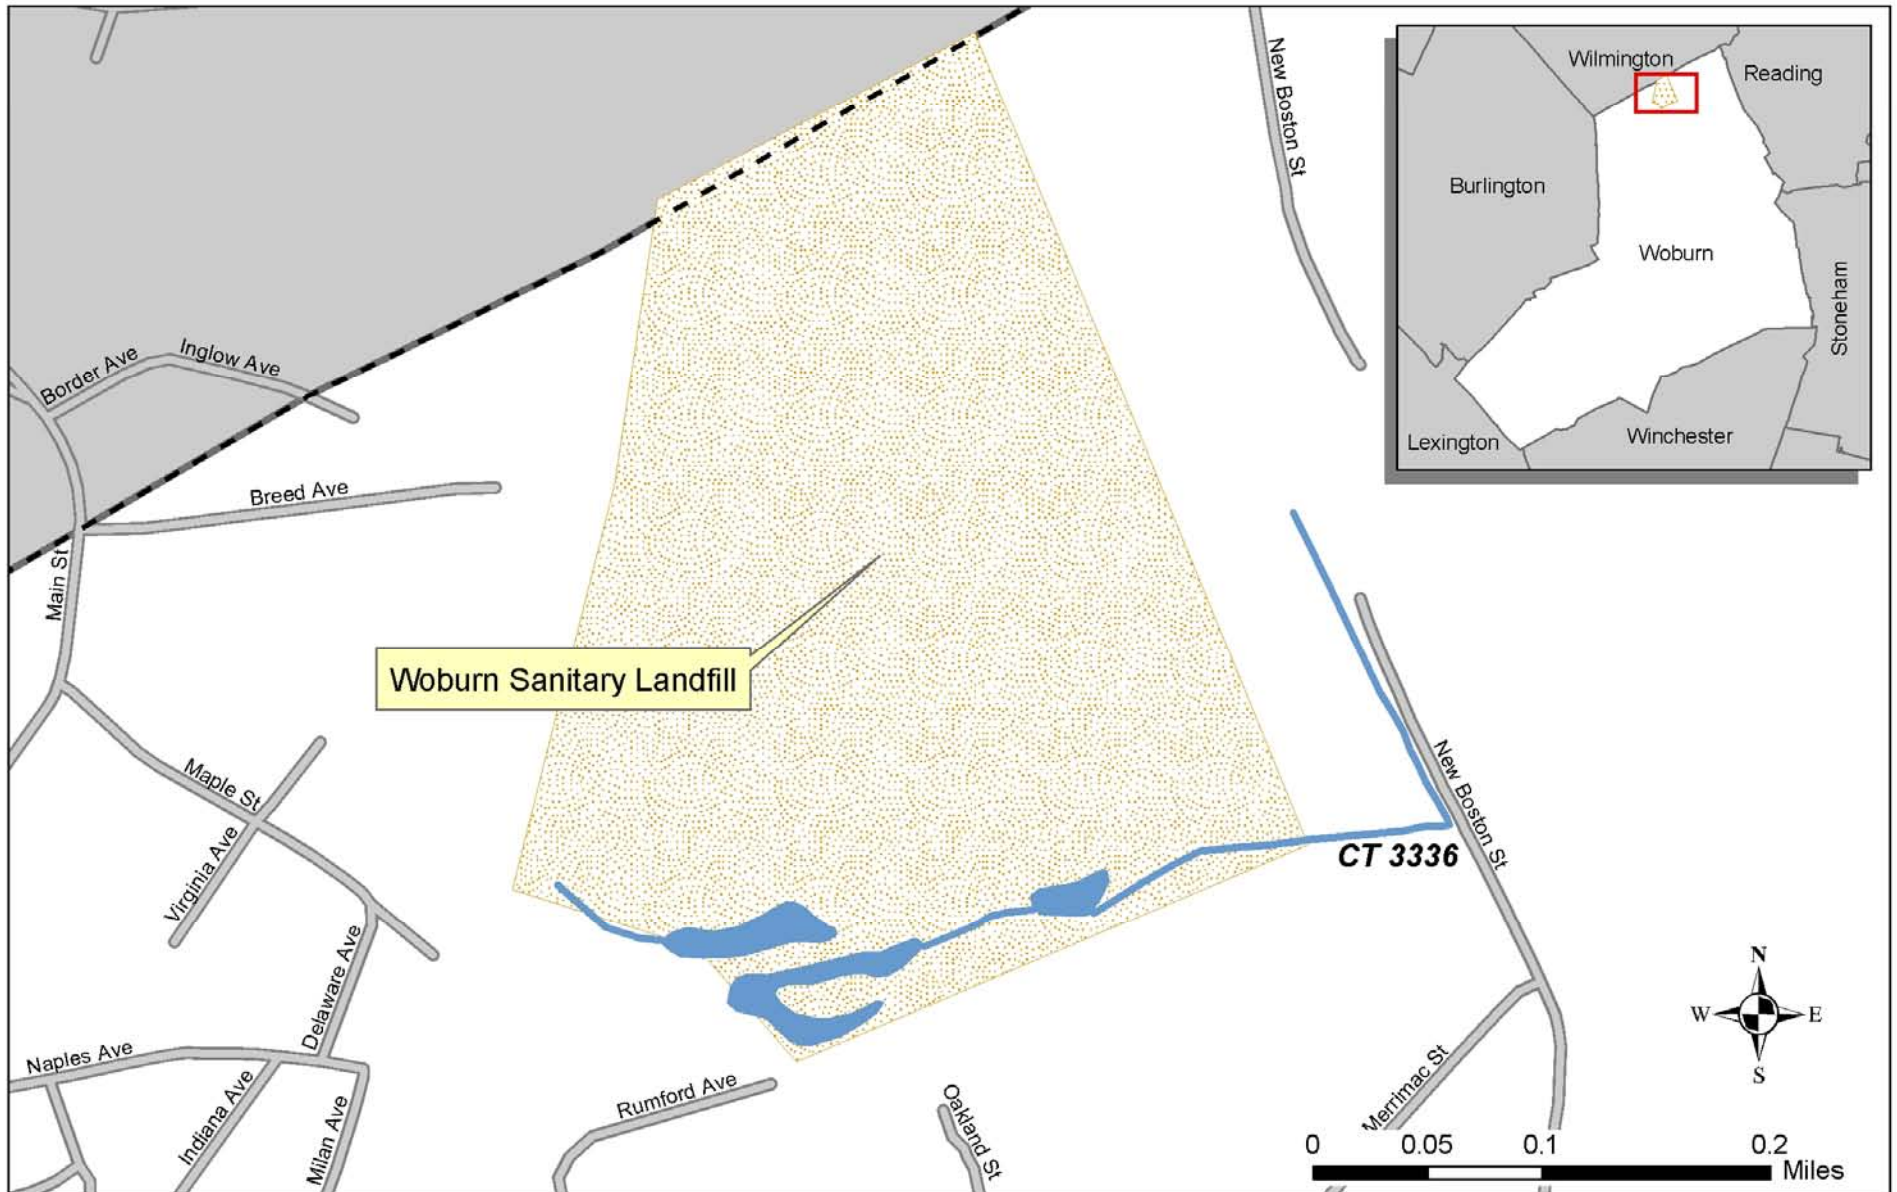 New Boston St
Wilmington
Reading
Burlington
Woburn
Stoneham
Lexington
Winchester
Border Ave
Inglow Ave
Breed Ave
Main St
Woburn Sanitary Landfill
Maple St
Virginia Ave
New Boston St
CT 3336
Delaware Ave
Naples Ave
Indiana Ave
Milan Ave
Rumford Ave
Oakland St
Merrimac St
N
W E
S
0 0.05 0.1 0.2
Miles